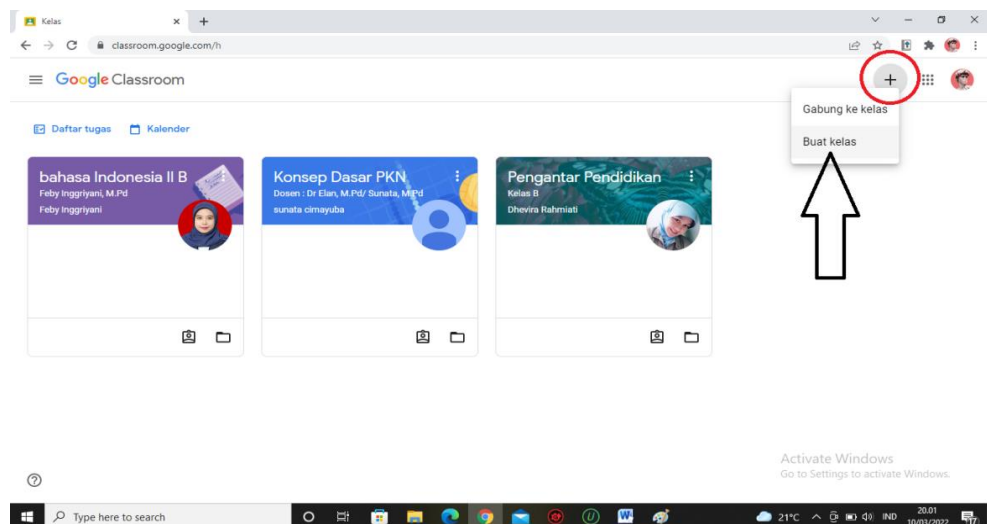 Kelas
classroom.google.com/h
Google Classroom
Gabung ke kelas
Buat kelas
Daftar tugas
Kalender
bahasa Indonesia II B
Feby Inggriyani, M.Pd
Feby Inggriyani
Konsep Dasar PKN
Dosen : Dr Elan, M.Pd/ Sunata, M.Pd
sunata cimayuba
Pengantar Pendidikan
Kelas B
Dhevira Rahmiati
Activate Windows
Go to Settings to activate Windows.
Type here to search
21°C
IND
20.01
10/03/2022